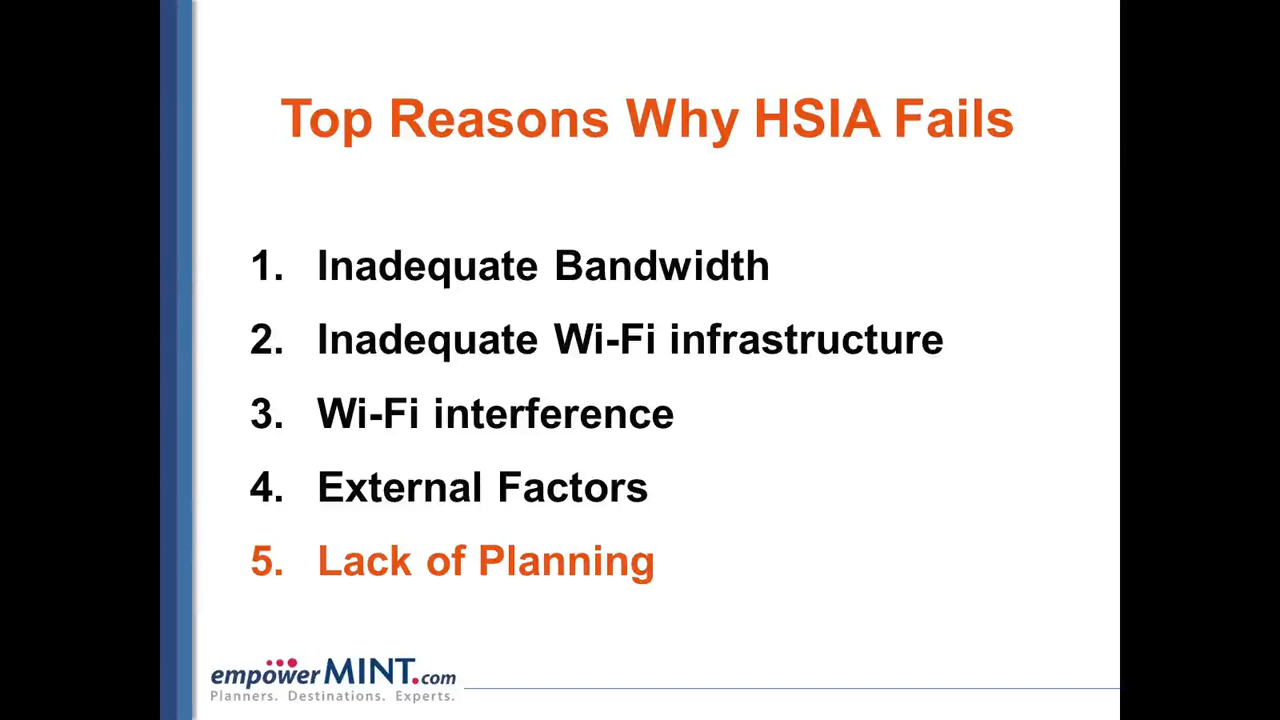 Top Reasons Why HSIA Fails
1. Inadequate Bandwidth
2. Inadequate Wi-Fi infrastructure
3. Wi-Fi interference
4. External Factors
5. Lack of Planning
empowerMINT.com
Planners. Destinations. Experts.